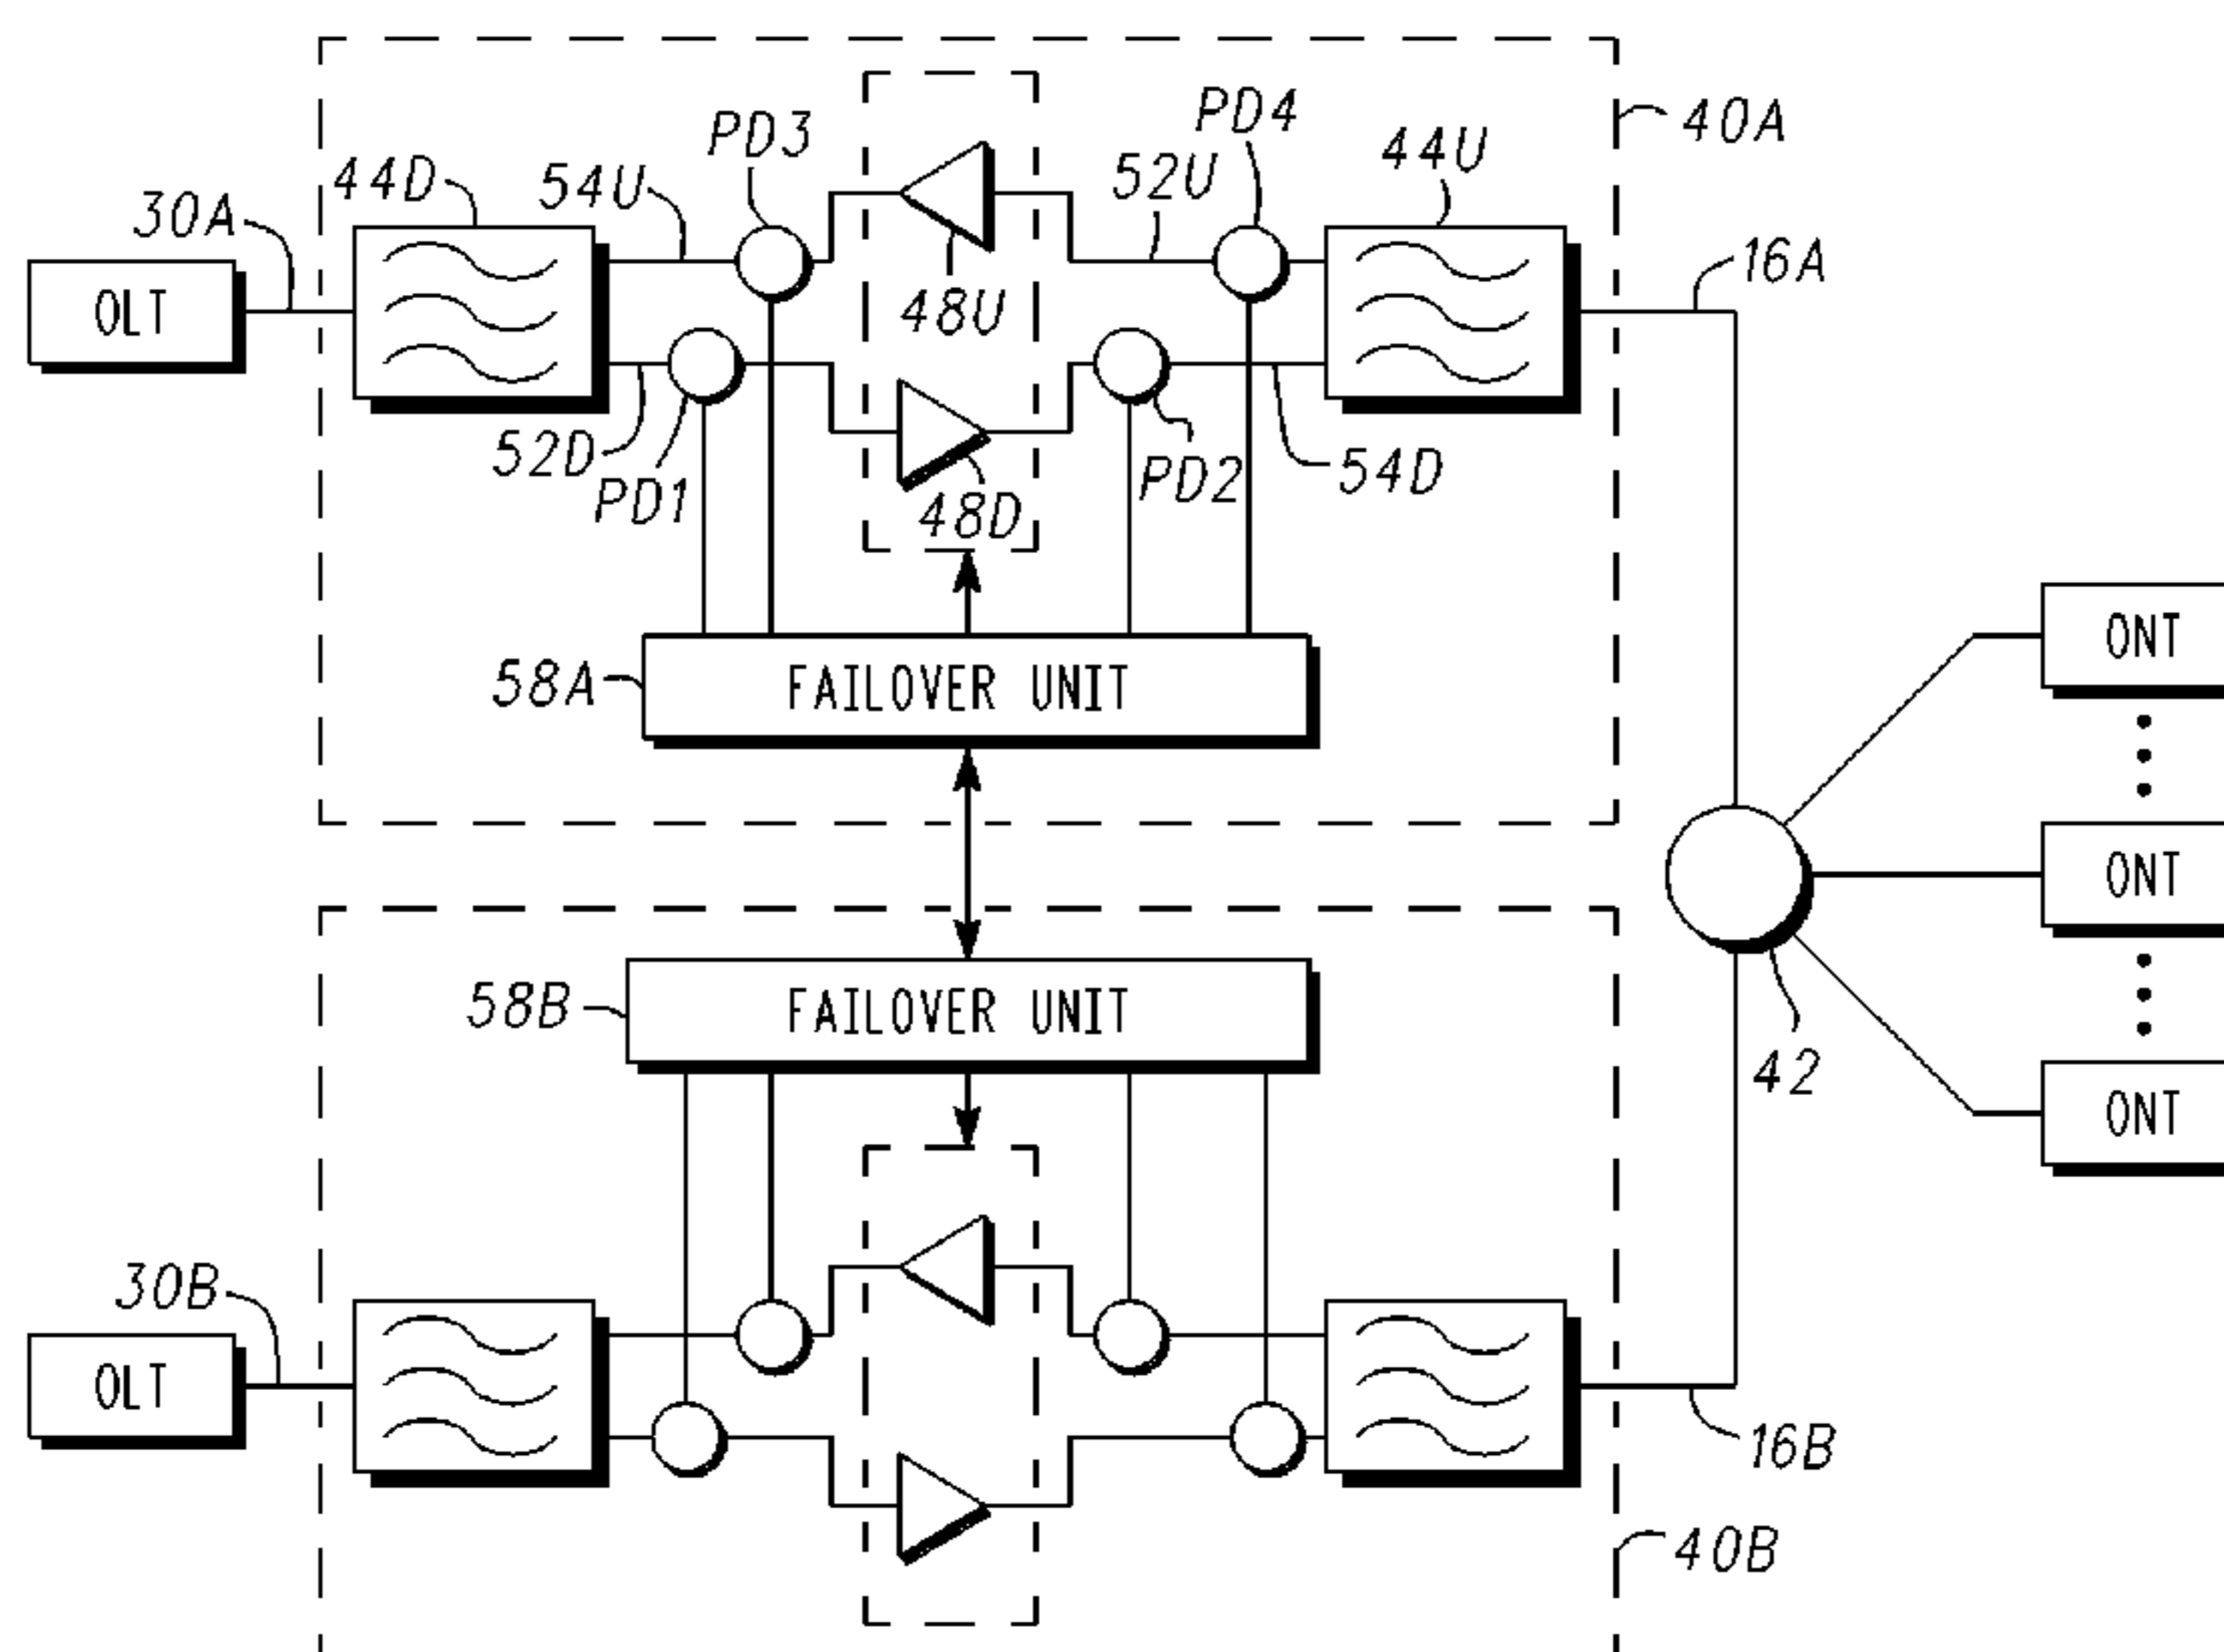 PD4
40A
PD3
44U
44D
54U
52U
30A
16A
OLT
48U
52D
PD1
PD2
54D
48D
ONT
58A
FAILOVER UNIT
ONT
58B
FAILOVER UNIT
42
ONT
30B
OLT
16B
40B